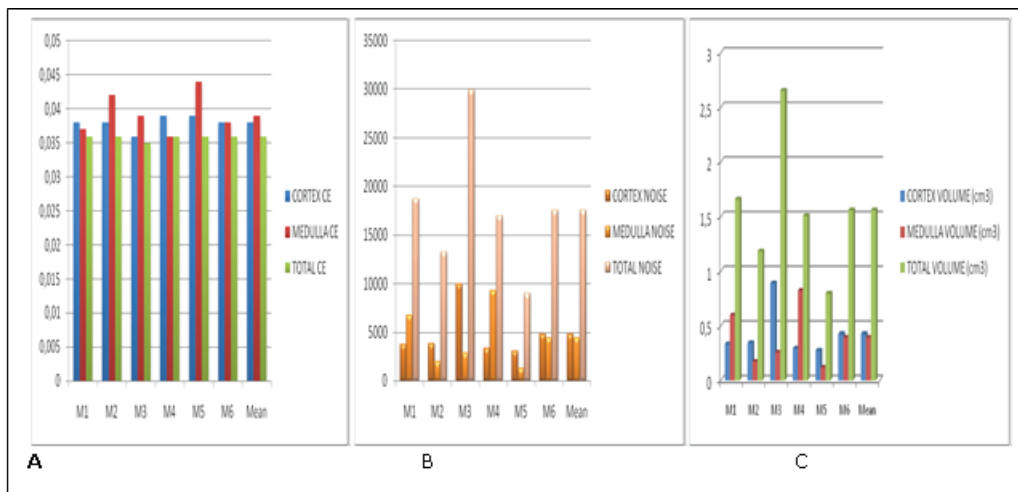 0,05
0,045
0,04
0,035
0,03
0,025
0,02
0,015
0,01
0,005
0
M1 M2 M3 M4 M5 M6 Mean
CORTEX CE
MEDULLA CE
TOTAL CE
A
35000
30000
25000
20000
15000
10000
5000
0
M1 M2 M3 M4 M5 M6 Mean
CORTEX NOISE
MEDULLA NOISE
TOTAL NOISE
B
3
2,5
2
1,5
1
0,5
0
M1 M2 M3 M4 M5 M6 Mean
CORTEX VOLUME (cm3)
MEDULLA VOLUME (cm3)
TOTAL VOLUME (cm3)
C